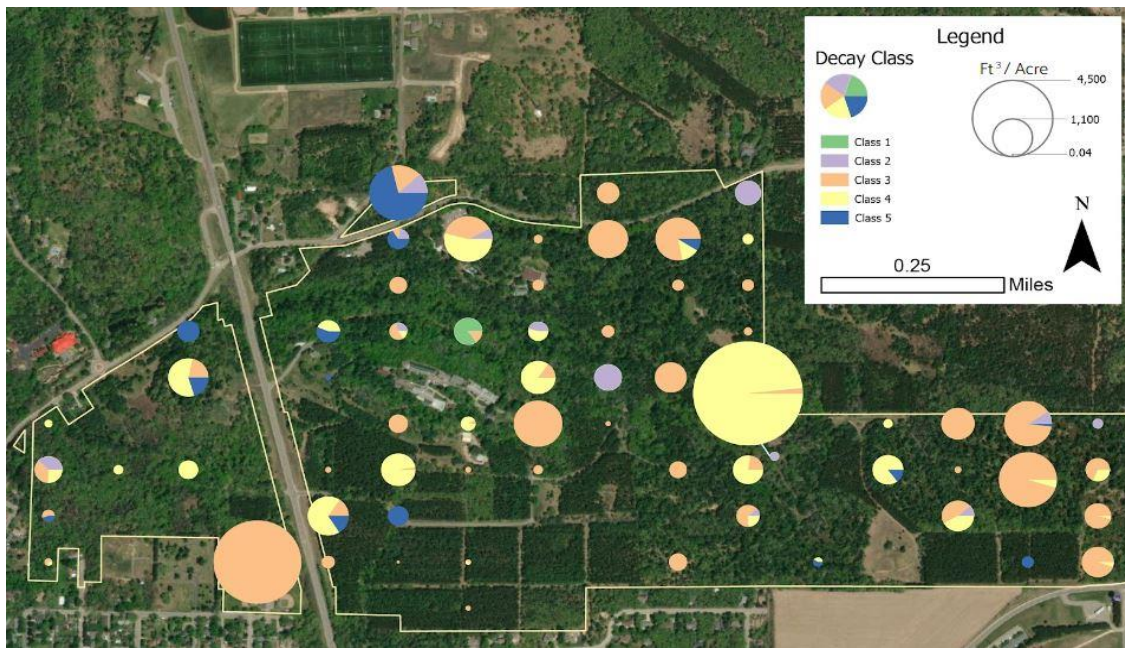 Legend
Decay Class
Ft³ / Acre
4,500
1,100
0.04
Class 1
Class 2
Class 3
Class 4
Class 5
N
0.25
Miles